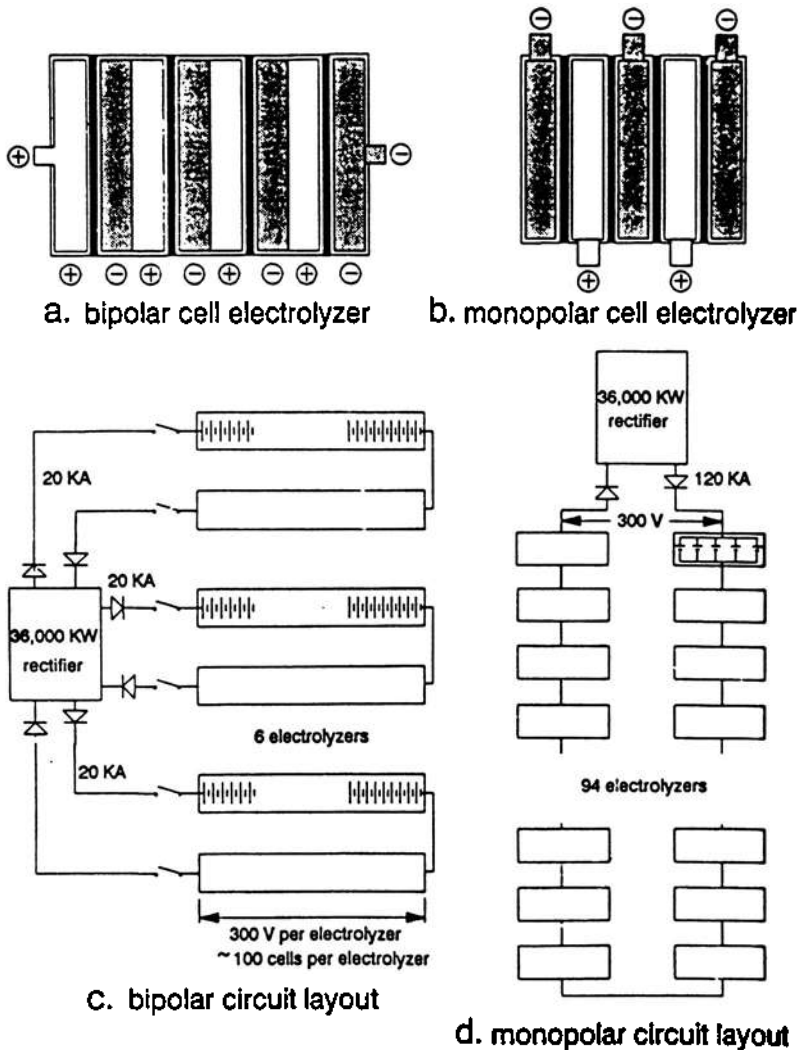 ⊖ ⊖ ⊖
⊕ ⊖
⊕ ⊖ ⊕ ⊖ ⊕ ⊖ ⊕ ⊖
⊕ ⊕
a. bipolar cell electrolyzer
b. monopolar cell electrolyzer
36,000 KW
rectifier
20 KA
120 KA
300 V
20 KA
36,000 KW
rectifier
6 electrolyzers
20 KA
94 electrolyzers
300 V per electrolyzer
~ 100 cells per electrolyzer
c. bipolar circuit layout
d. monopolar circuit layout